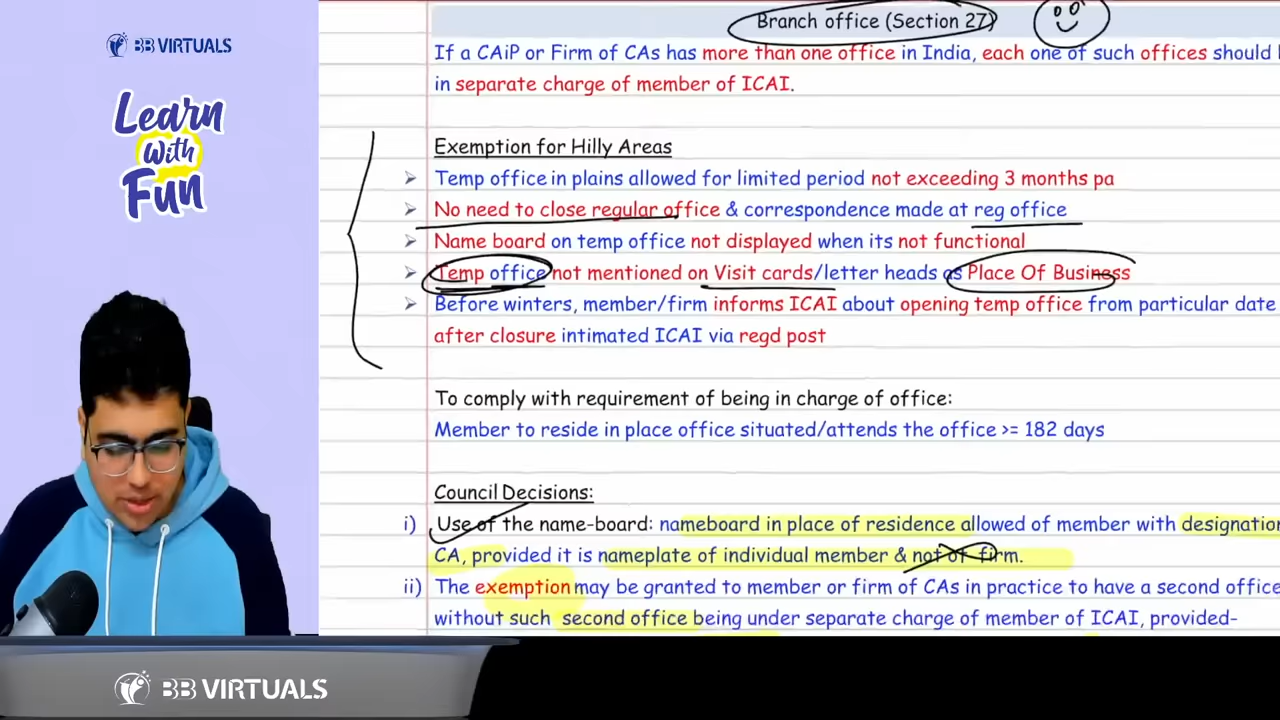 BB VIRTUALS
Learn
With
Fun
Branch office (Section 27)
If a CAiP or Firm of CAs has more than one office in India, each one of such offices should
in separate charge of member of ICAI.
Exemption for Hilly Areas
➢ Temp office in plains allowed for limited period not exceeding 3 months pa
➢ No need to close regular office & correspondence made at reg office
➢ Name board on temp office not displayed when its not functional
➢ Temp office not mentioned on Visit cards/letter heads as Place Of Business
➢ Before winters, member/firm informs ICAI about opening temp office from particular date
after closure intimated ICAI via regd post
To comply with requirement of being in charge of office:
Member to reside in place office situated/attends the office >= 182 days
Council Decisions:
i) Use of the name-board: nameboard in place of residence allowed of member with designation
CA, provided it is nameplate of individual member & not of firm.
ii) The exemption may be granted to member or firm of CAs in practice to have a second office
without such second office being under separate charge of member of ICAI, provided-
BB VIRTUALS